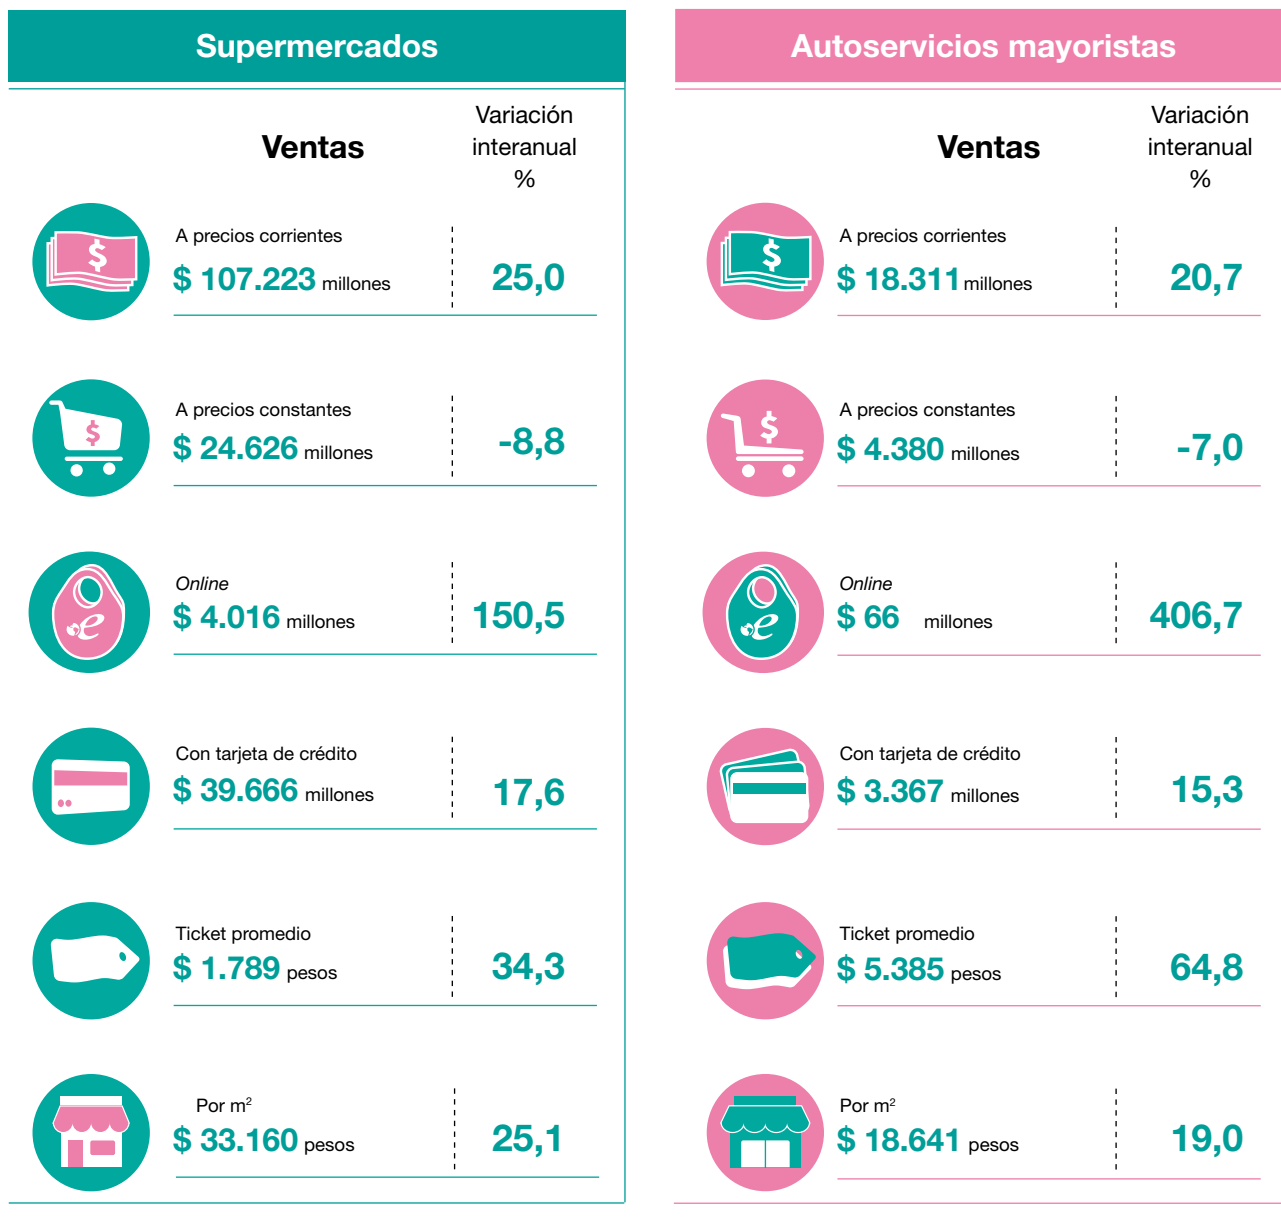 Supermercados
Ventas
Variación
interanual
%
A precios corrientes
$ 107.223 millones
25,0
A precios constantes
$ 24.626 millones
-8,8
Online
$ 4.016 millones
150,5
Con tarjeta de crédito
$ 39.666 millones
17,6
Ticket promedio
$ 1.789 pesos
34,3
Por m²
$ 33.160 pesos
25,1
Autoservicios mayoristas
Ventas
Variación
interanual
%
A precios corrientes
$ 18.311 millones
20,7
A precios constantes
$ 4.380 millones
-7,0
Online
$ 66 millones
406,7
Con tarjeta de crédito
$ 3.367 millones
15,3
Ticket promedio
$ 5.385 pesos
64,8
Por m²
$ 18.641 pesos
19,0